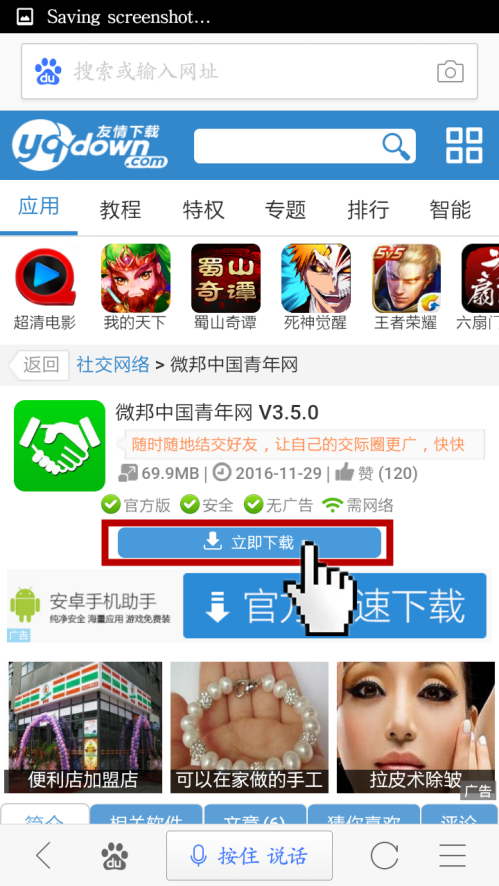 Saving screenshot...
du 搜索或输入网址
yqdown.com 友情下载
应用 教程 特权 专题 排行 智能
5v5
蜀山奇谭
超清电影 我的天下 蜀山奇谭 死神觉醒 王者荣耀 六扇门
返回 社交网络 > 微邦中国青年网
微邦中国青年网 V3.5.0
随时随地结交好友，让自己的交际圈更广，快快
69.9MB | 2016-11-29 | 赞 (120)
官方版 安全 无广告 需网络
立即下载
安卓手机助手
纯净安全 海量应用 游戏免费装
广告
官方 速下载
便利店加盟店 可以在家做的手工 拉皮术除皱
广告
简介 相关软件 文章(6) 猜你喜欢 评论
du 按住 说话